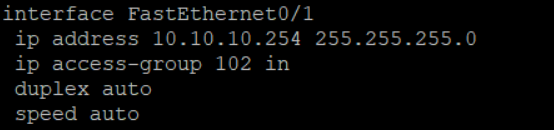 interface FastEthernet0/1
ip address 10.10.10.254 255.255.255.0
ip access-group 102 in
duplex auto
speed auto